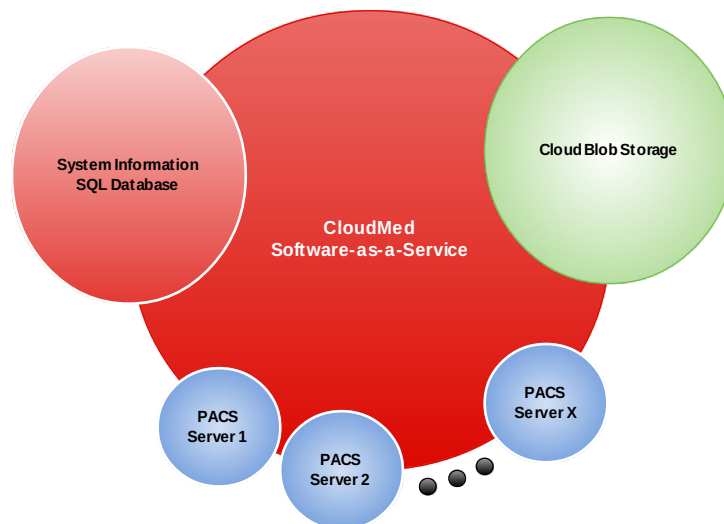 System Information
SQL Database
Cloud Blob Storage
CloudMed
Software-as-a-Service
PACS
Server 1
PACS
Server 2
PACS
Server X